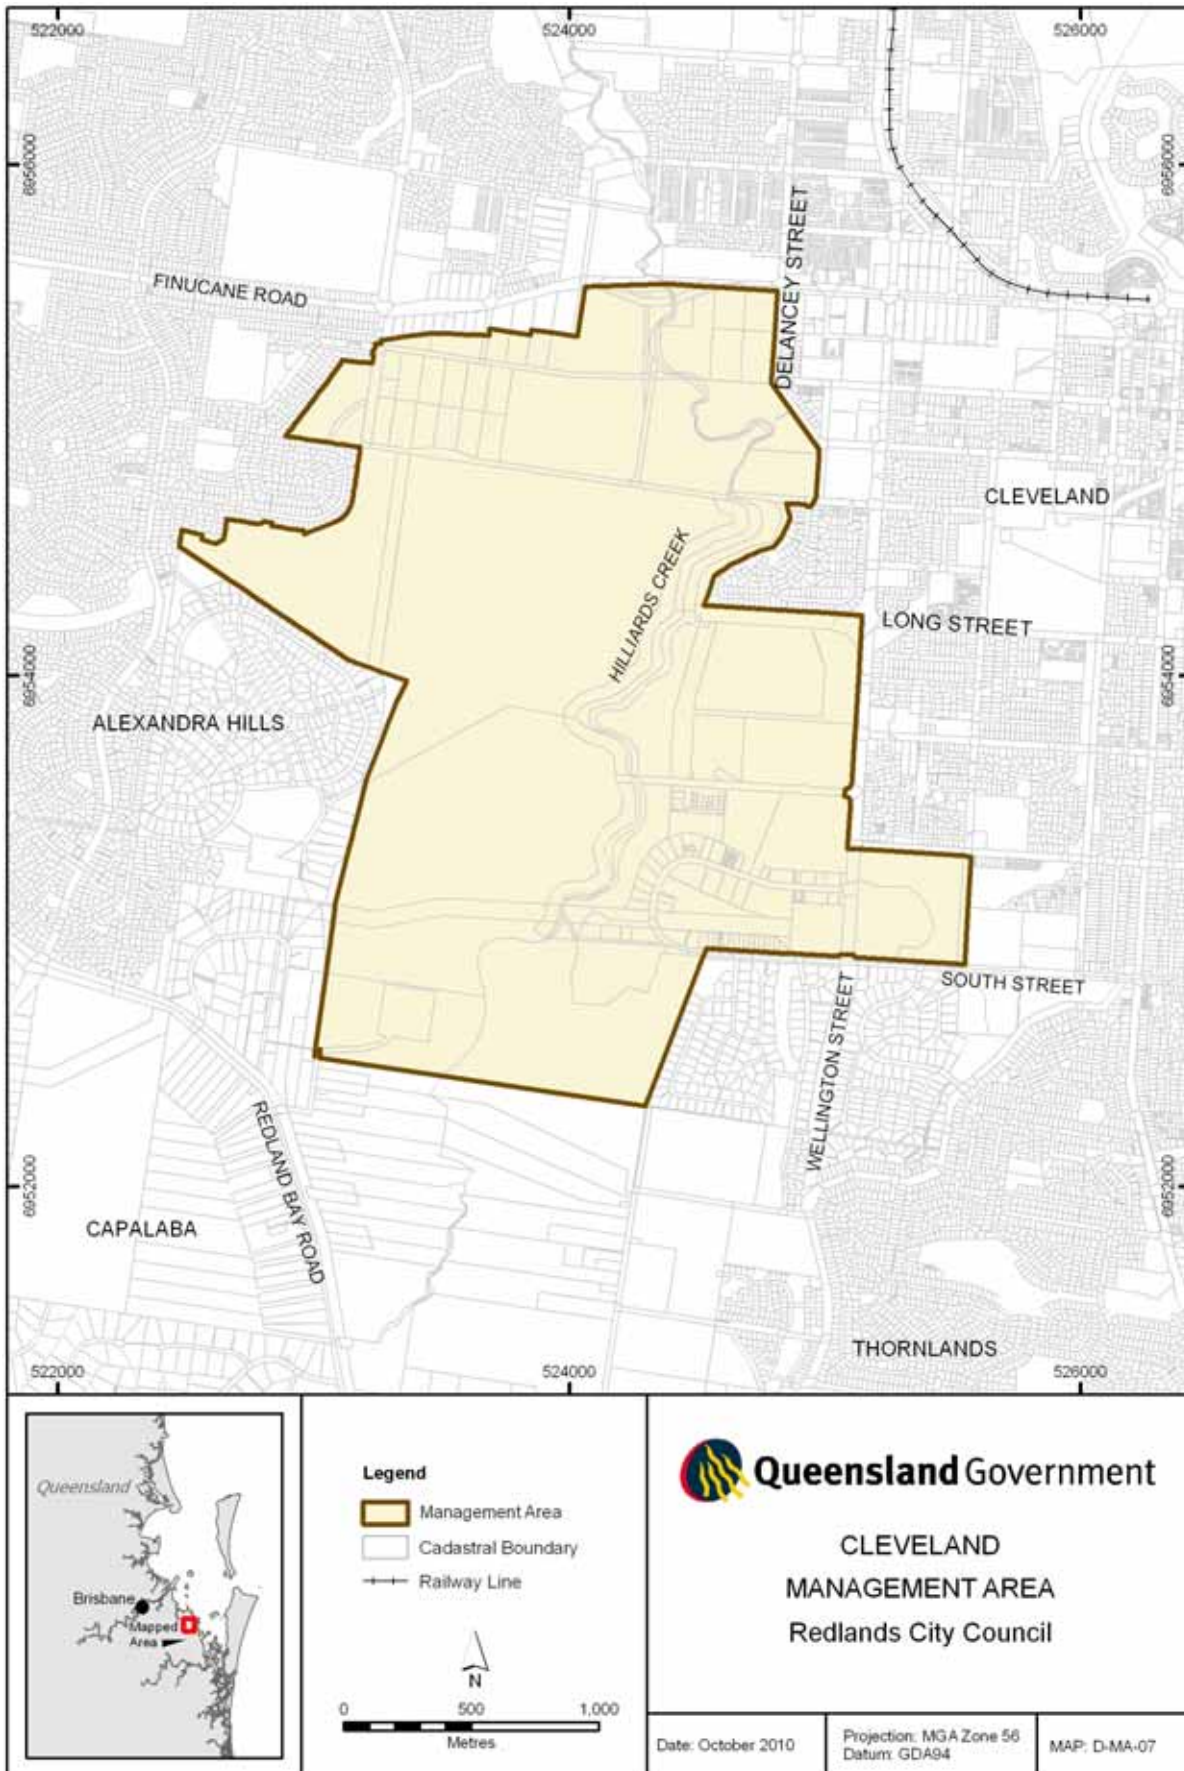 522000
524000
526000
6956000
6956000
DELANCEY STREET
FINUCANE ROAD
CLEVELAND
HILLIARDS CREEK
LONG STREET
6954000
6954000
ALEXANDRA HILLS
SOUTH STREET
WELLINGTON STREET
REDLAND BAY ROAD
6952000
6952000
CAPALABA
THORNLANDS
522000
524000
526000
Queensland
Brisbane
Mapped
Area
Legend
Management Area
Cadastral Boundary
Railway Line
N
0 500 1,000
Metres
Queensland Government
CLEVELAND
MANAGEMENT AREA
Redlands City Council
Date: October 2010
Projection: MGA Zone 56
Datum: GDA94
MAP: D-MA-07